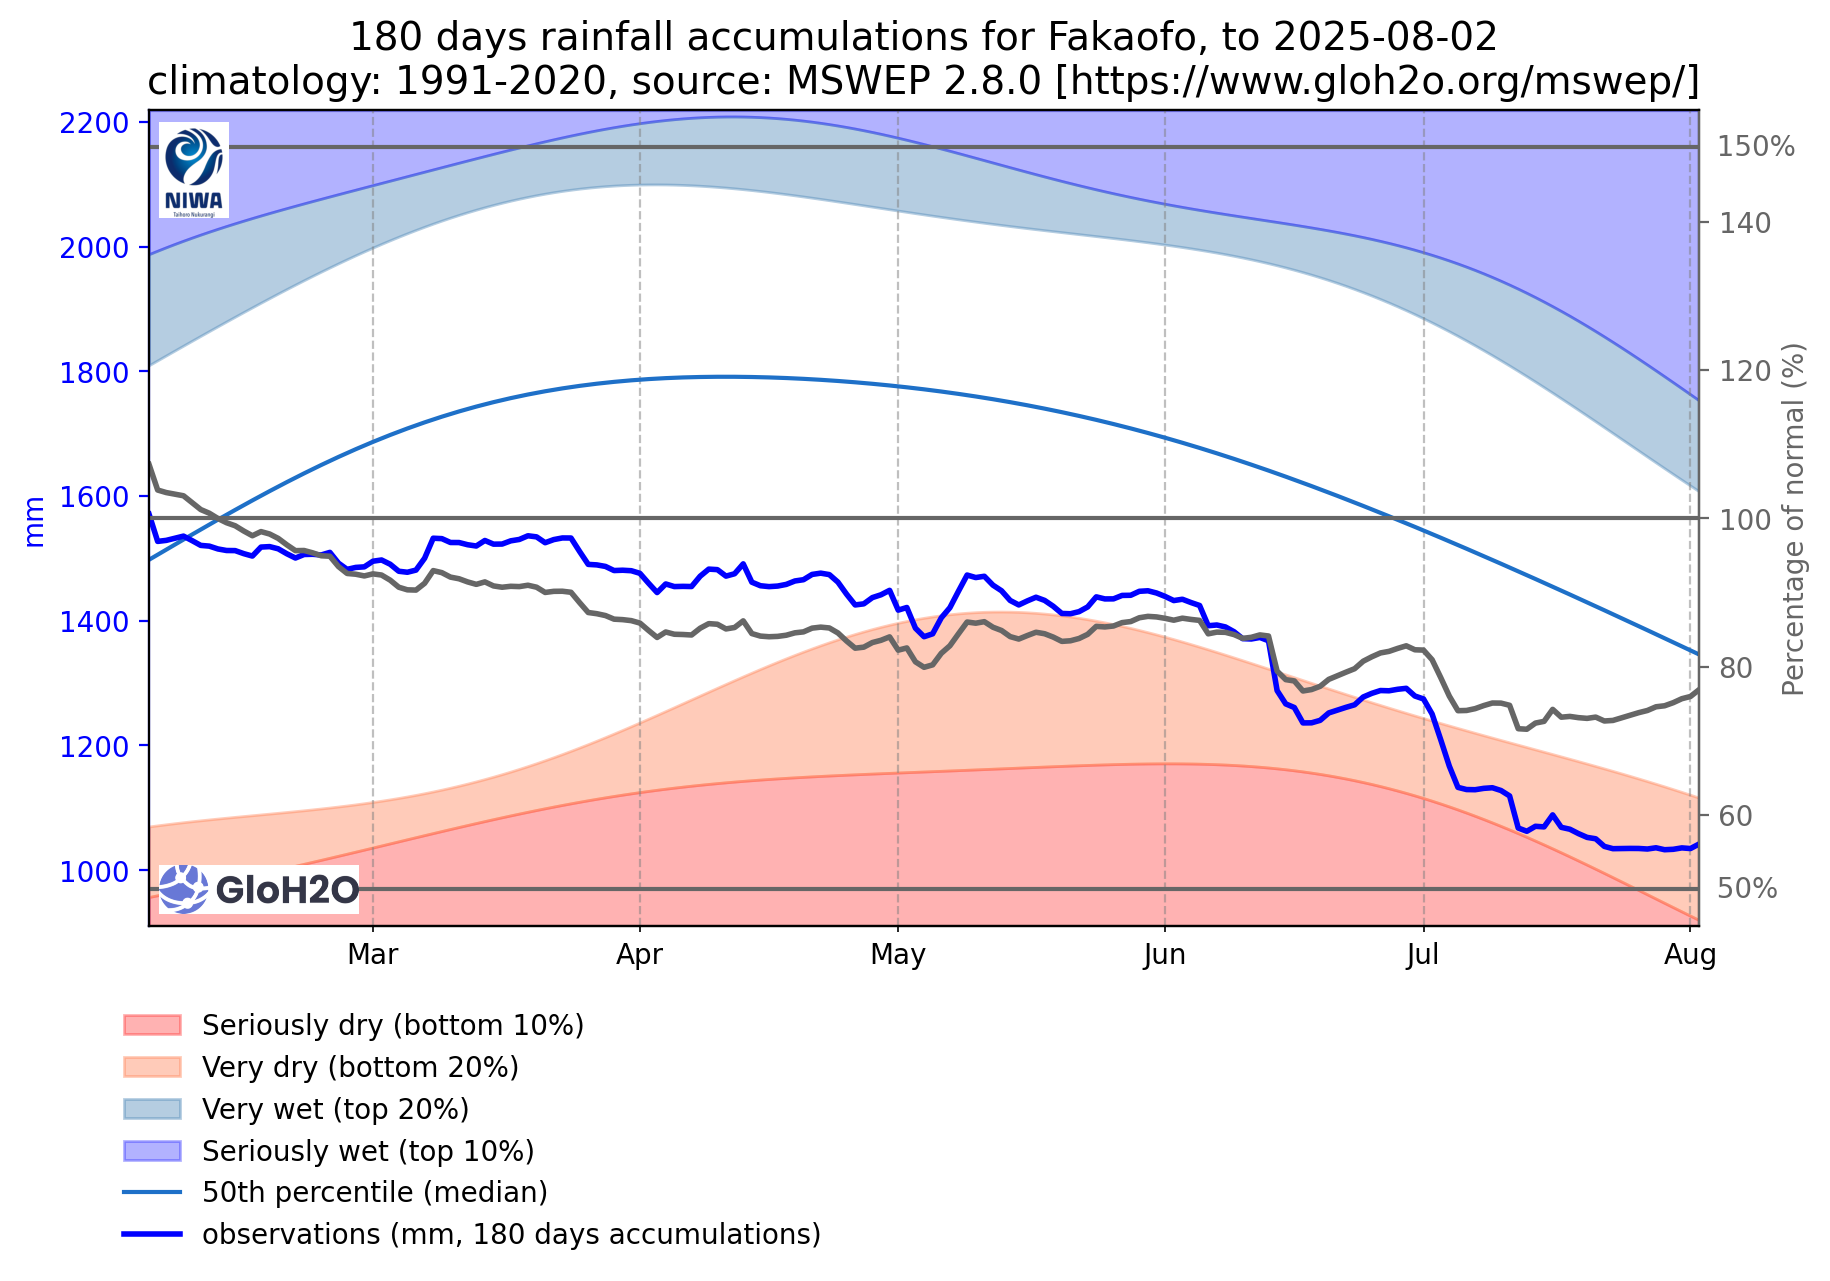 180 days rainfall accumulations for Fakaofo, to 2025-08-02
climatology: 1991-2020, source: MSWEP 2.8.0 [https://www.gloh2o.org/mswep/]
2200
2000
1800
1600
1400
1200
1000
mm
150%
140
120
100
80
60
50%
Percentage of normal (%)
NIWA
Taihoro Nukurangi
GloH2O
Mar
Apr
May
Jun
Jul
Aug
Seriously dry (bottom 10%)
Very dry (bottom 20%)
Very wet (top 20%)
Seriously wet (top 10%)
50th percentile (median)
observations (mm, 180 days accumulations)